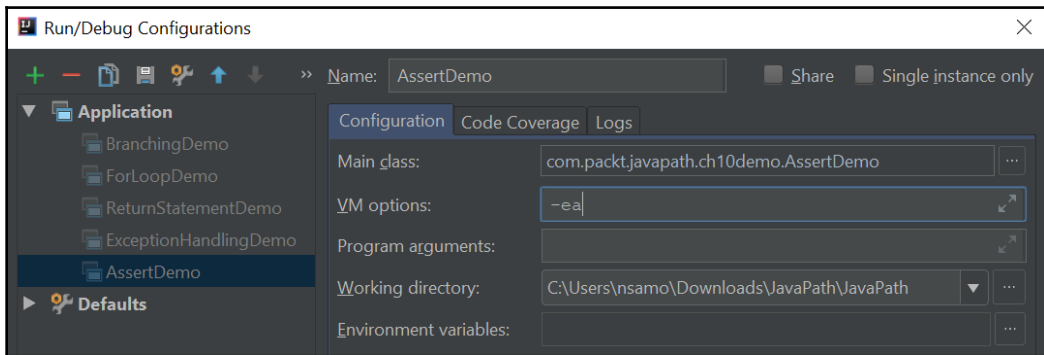 Run/Debug Configurations
» Name: AssertDemo Share Single instance only
Application
BranchingDemo
ForLoopDemo
ReturnStatementDemo
ExceptionHandlingDemo
AssertDemo
Defaults
Configuration Code Coverage Logs
Main class: com.packt.javapath.ch10demo.AssertDemo ...
VM options: -ea
Program arguments:
Working directory: C:\Users\nsamo\Downloads\JavaPath\JavaPath ...
Environment variables: ...